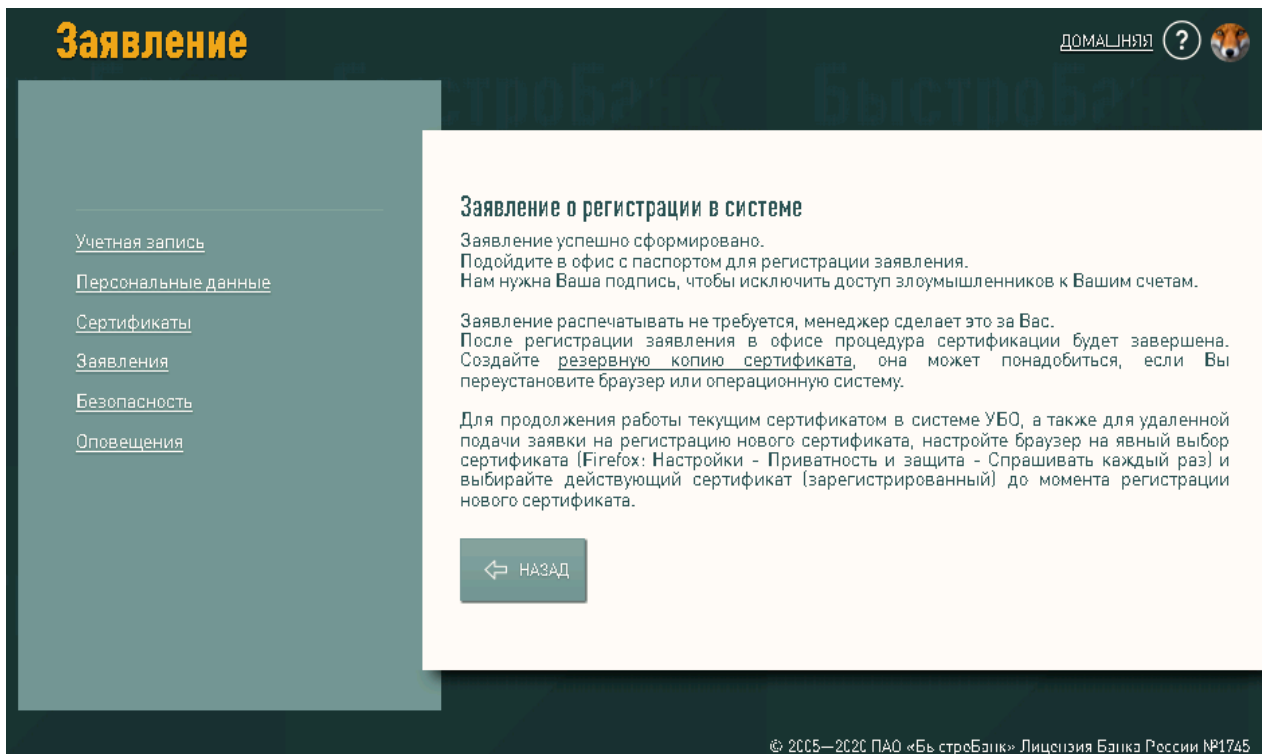 Заявление
ДОМАШНЯЯ ?
БыстроБанк
Учетная запись
Персональные данные
Сертификаты
Заявления
Безопасность
Оповещения
Заявление о регистрации в системе
Заявление успешно сформировано.
Подойдите в офис с паспортом для регистрации заявления.
Нам нужна Ваша подпись, чтобы исключить доступ злоумышленников к Вашим счетам.
Заявление распечатывать не требуется, менеджер сделает это за Вас.
После регистрации заявления в офисе процедура сертификации будет завершена.
Создайте резервную копию сертификата, она может понадобиться, если Вы
переустановите браузер или операционную систему.
Для продолжения работы текущим сертификатом в системе УБО, а также для удаленной
подачи заявки на регистрацию нового сертификата, настройте браузер на явный выбор
сертификата (Firefox: Настройки - Приватность и защита - Спрашивать каждый раз) и
выбирайте действующий сертификат (зарегистрированный) до момента регистрации
нового сертификата.
НАЗАД
© 2005—2020 ПАО «БыстроБанк» Лицензия Банка России №1745